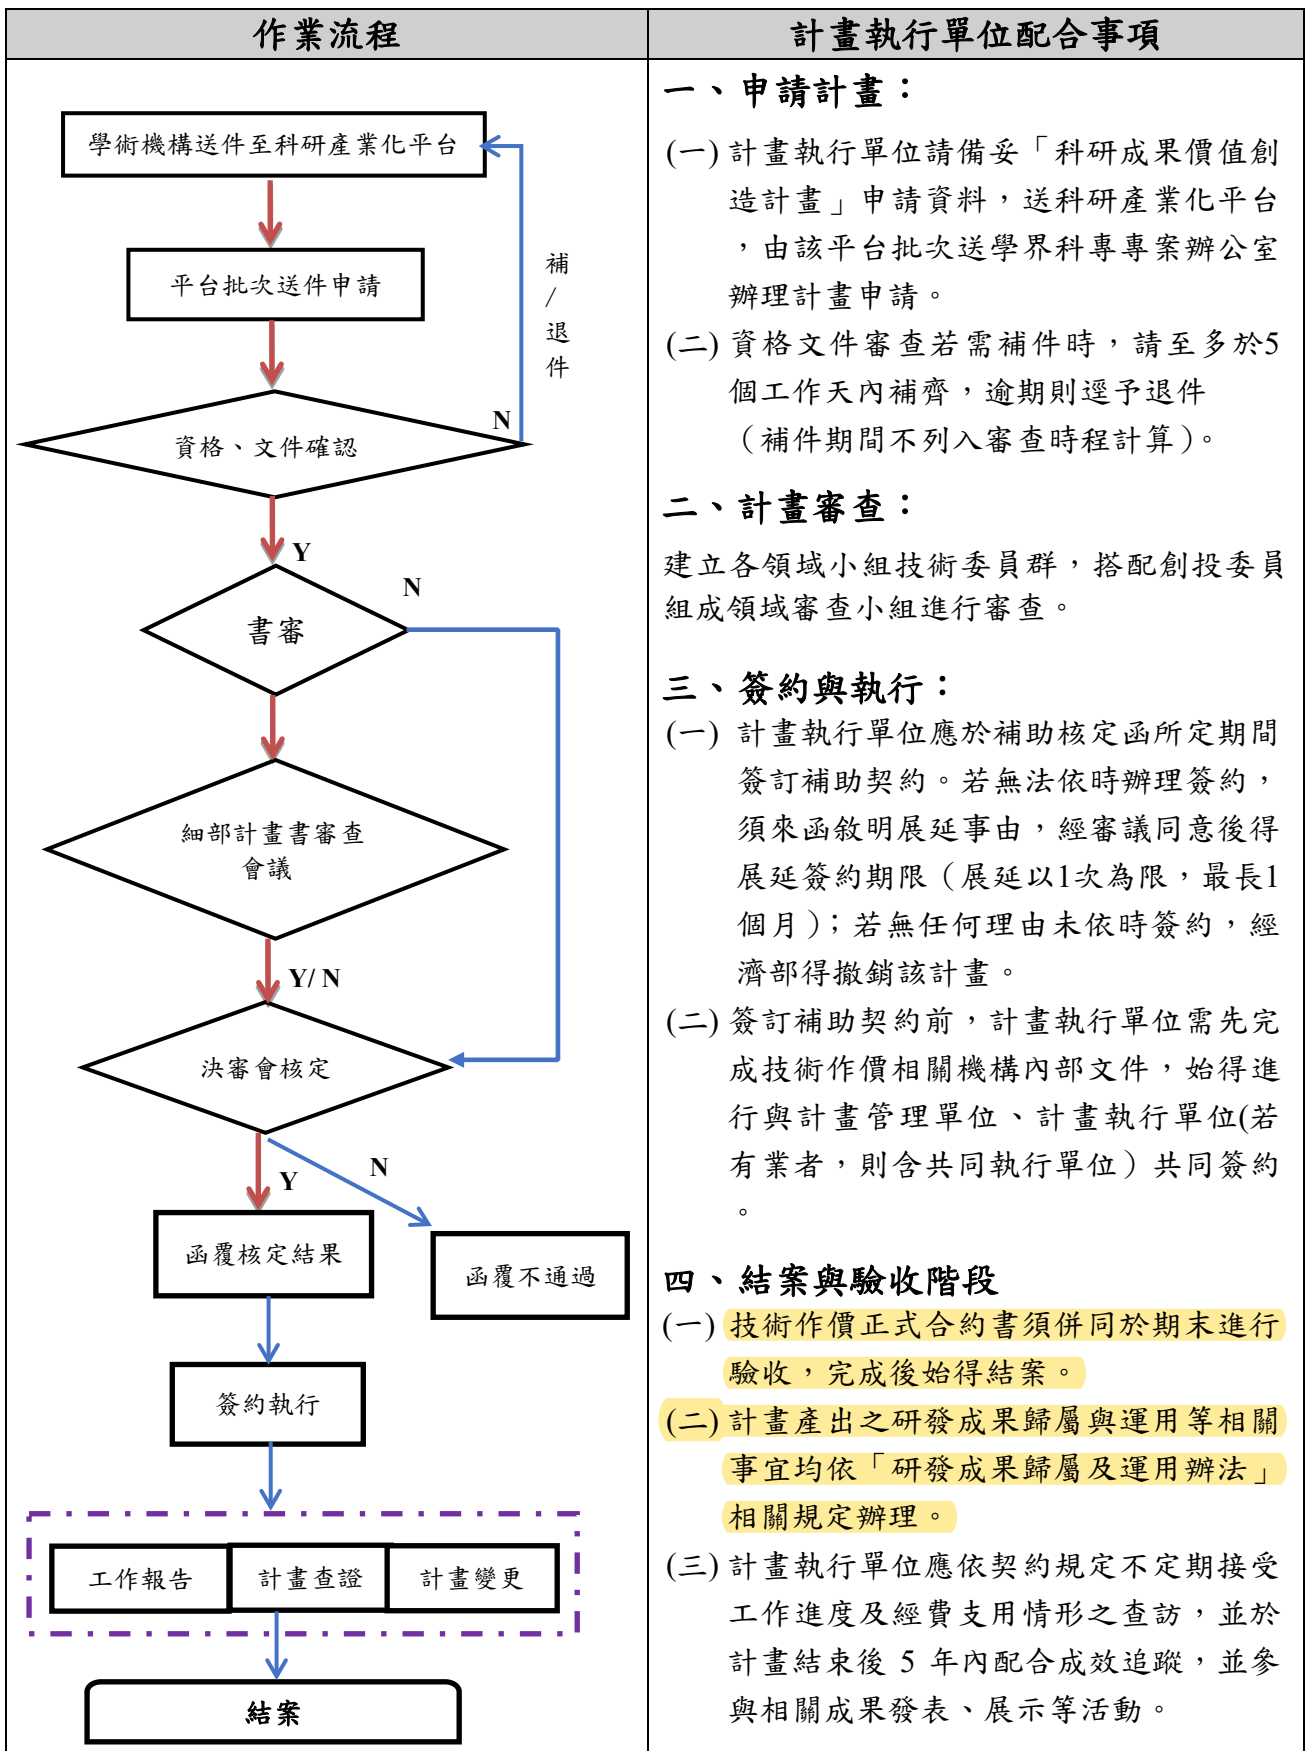 作業流程
計畫執行單位配合事項
學術機構送件至科研產業化平台
平台批次送件申請
補
/
退
件
資格、文件確認
N
Y
書審
N
細部計畫書審查
會議
Y/ N
決審會核定
Y
N
函覆核定結果
函覆不通過
簽約執行
工作報告
計畫查證
計畫變更
結案
一、申請計畫：
(一) 計畫執行單位請備妥「科研成果價值創
造計畫」申請資料，送科研產業化平台
，由該平台批次送學界科專專案辦公室
辦理計畫申請。
(二) 資格文件審查若需補件時，請至多於5
個工作天內補齊，逾期則逕予退件
（補件期間不列入審查時程計算）。
二、計畫審查：
建立各領域小組技術委員群，搭配創投委員
組成領域審查小組進行審查。
三、簽約與執行：
(一) 計畫執行單位應於補助核定函所定期間
簽訂補助契約。若無法依時辦理簽約，
須來函敘明展延事由，經審議同意後得
展延簽約期限（展延以1次為限，最長1
個月）；若無任何理由未依時簽約，經
濟部得撤銷該計畫。
(二) 簽訂補助契約前，計畫執行單位需先完
成技術作價相關機構內部文件，始得進
行與計畫管理單位、計畫執行單位(若
有業者，則含共同執行單位）共同簽約
。
四、結案與驗收階段
(一) 技術作價正式合約書須併同於期末進行
驗收，完成後始得結案。
(二) 計畫產出之研發成果歸屬與運用等相關
事宜均依「研發成果歸屬及運用辦法」
相關規定辦理。
(三) 計畫執行單位應依契約規定不定期接受
工作進度及經費支用情形之查訪，並於
計畫結束後 5 年內配合成效追蹤，並參
與相關成果發表、展示等活動。